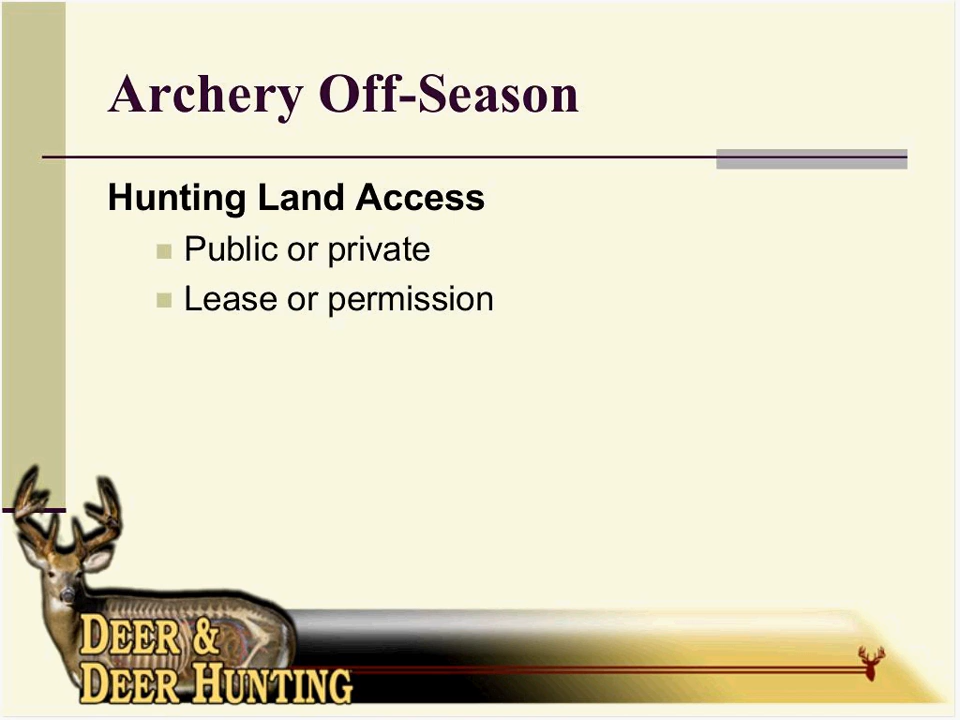 Archery Off-Season
Hunting Land Access
Public or private
Lease or permission
DEER &
DEER HUNTING